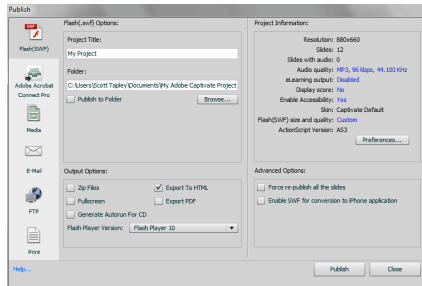 Publish
SWF
Flash(SWF)
Adobe Acrobat
Connect Pro
Media
E-Mail
FTP
Print
Flash(.swf) Options:
Project Title:
My Project
Folder:
C:\Users\Scott Tapley\Documents\My Adobe Captivate Project
Publish to Folder
Browse...
Output Options:
Zip Files
Export To HTML
Fullscreen
Export PDF
Generate Autorun For CD
Flash Player Version: Flash Player 10
Project Information:
Resolution: 880x660
Slides: 12
Slides with audio: 0
Audio quality: MP3, 96 kbps, 44.100 KHz
eLearning output: Disabled
Display score: No
Enable Accessibility: Yes
Skin: Captivate Default
Flash(SWF) size and quality: Custom
ActionScript Version: AS3
Preferences...
Advanced Options:
Force re-publish all the slides
Enable SWF for conversion to iPhone application
Help...
Publish
Close